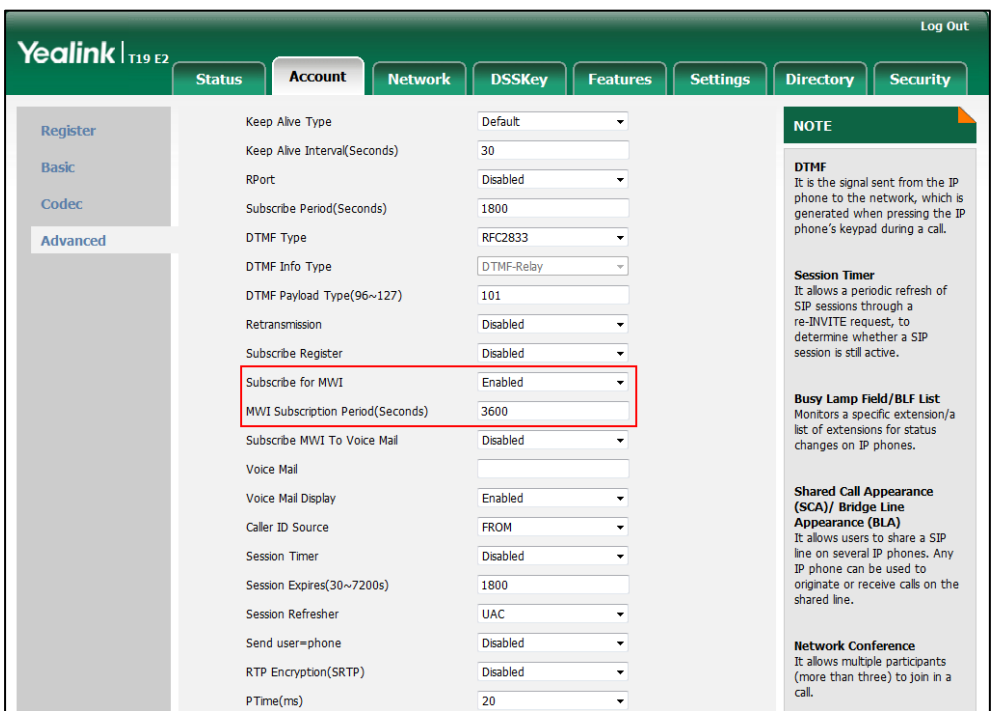 Log Out
Yealink | T19 E2
Status
Account
Network
DSSKey
Features
Settings
Directory
Security
Register
Basic
Codec
Advanced
Keep Alive Type Default
Keep Alive Interval(Seconds) 30
RPort Disabled
Subscribe Period(Seconds) 1800
DTMF Type RFC2833
DTMF Info Type DTMF-Relay
DTMF Payload Type(96~127) 101
Retransmission Disabled
Subscribe Register Disabled
Subscribe for MWI Enabled
MWI Subscription Period(Seconds) 3600
Subscribe MWI To Voice Mail Disabled
Voice Mail
Voice Mail Display Enabled
Caller ID Source FROM
Session Timer Disabled
Session Expires(30~7200s) 1800
Session Refresher UAC
Send user=phone Disabled
RTP Encryption(SRTP) Disabled
PTime(ms) 20
NOTE
DTMF
It is the signal sent from the IP
phone to the network, which is
generated when pressing the IP
phone's keypad during a call.
Session Timer
It allows a periodic refresh of
SIP sessions through a
re-INVITE request, to
determine whether a SIP
session is still active.
Busy Lamp Field/BLF List
Monitors a specific extension/a
list of extensions for status
changes on IP phones.
Shared Call Appearance
(SCA)/ Bridge Line
Appearance (BLA)
It allows users to share a SIP
line on several IP phones. Any
IP phone can be used to
originate or receive calls on the
shared line.
Network Conference
It allows multiple participants
(more than three) to join in a
call.